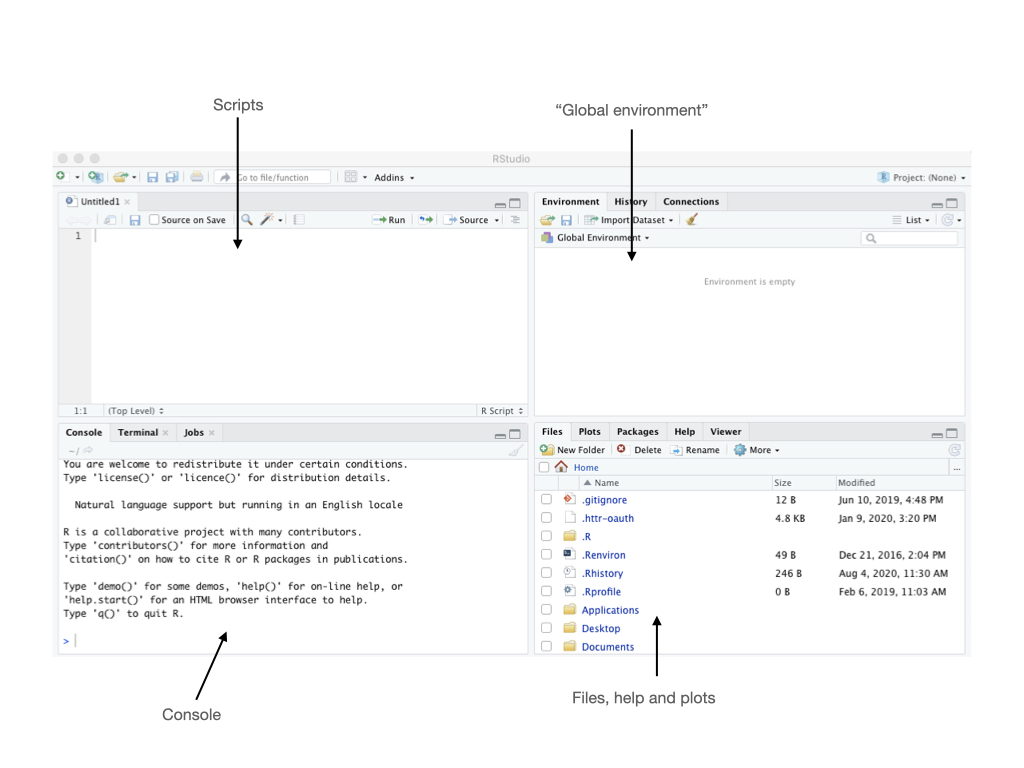 Scripts
“Global environment”
RStudio
Go to file/function
Addins
Project: (None)
Untitled1
Source on Save
Run
Source
1
1:1
(Top Level)
R Script
Environment
History
Connections
Import Dataset
List
Global Environment
Environment is empty
Console
Terminal
Jobs
~/
You are welcome to redistribute it under certain conditions.
Type 'license()' or 'licence()' for distribution details.
Natural language support but running in an English locale
R is a collaborative project with many contributors.
Type 'contributors()' for more information and
'citation()' on how to cite R or R packages in publications.
Type 'demo()' for some demos, 'help()' for on-line help, or
'help.start()' for an HTML browser interface to help.
Type 'q()' to quit R.
>
Files
Plots
Packages
Help
Viewer
New Folder
Delete
Rename
More
Home
...
Name
Size
Modified
.gitignore
12 B
Jun 10, 2019, 4:48 PM
.httr-oauth
4.8 KB
Jan 9, 2020, 3:20 PM
.R
.Renviron
49 B
Dec 21, 2016, 2:04 PM
.Rhistory
246 B
Aug 4, 2020, 11:30 AM
.Rprofile
0 B
Feb 6, 2019, 11:03 AM
Applications
Desktop
Documents
Console
Files, help and plots